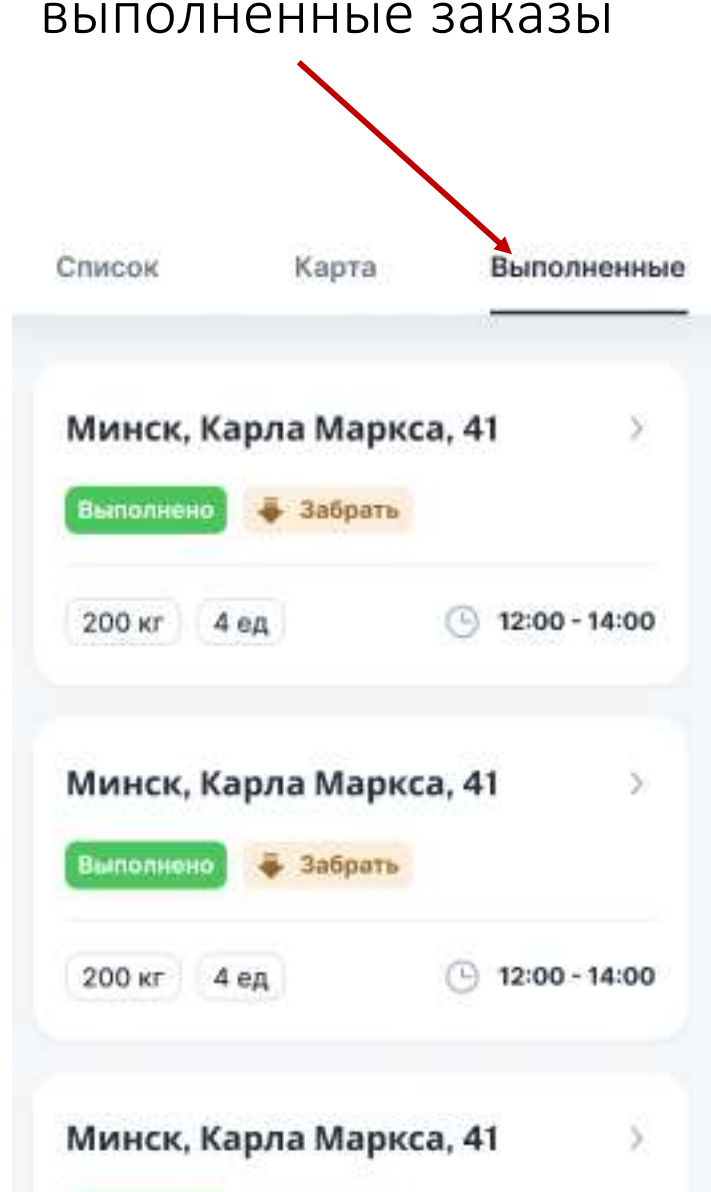 выполненные заказы
Список Карта Выполненные
Минск, Карла Маркса, 41
Выполнено Забрать
200 кг 4 ед 12:00 - 14:00
Минск, Карла Маркса, 41
Выполнено Забрать
200 кг 4 ед 12:00 - 14:00
Минск, Карла Маркса, 41